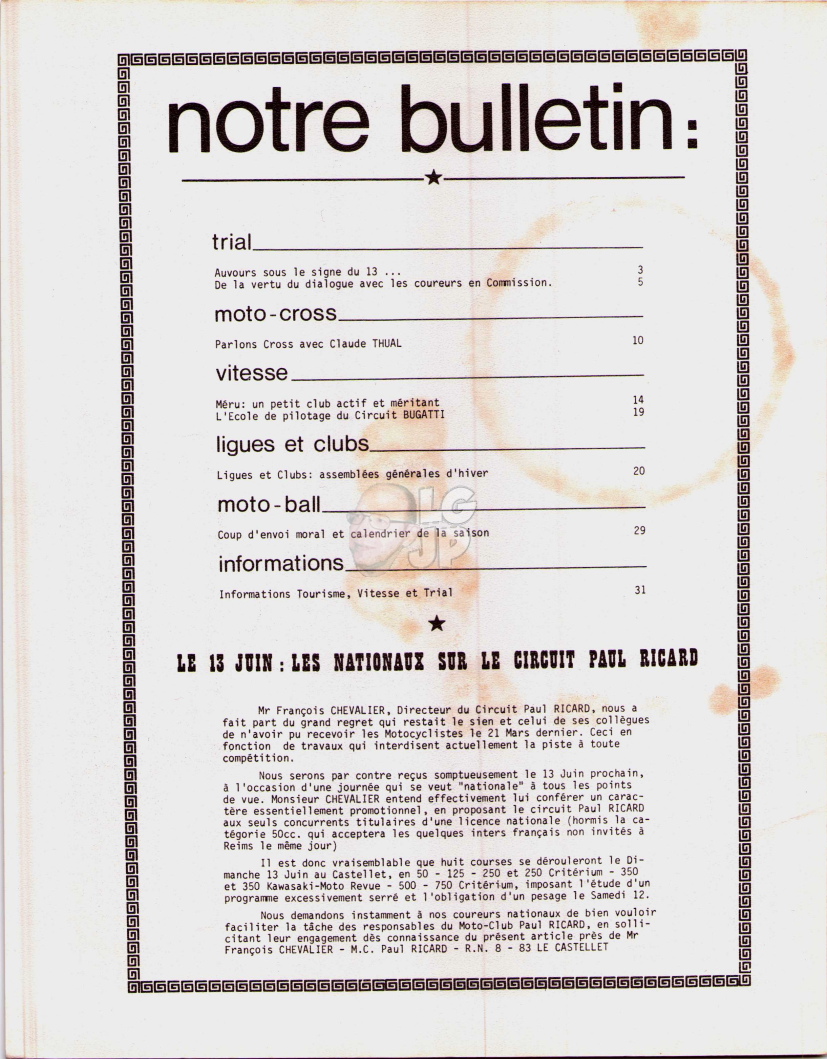 notre bulletin:
trial
Auvours sous le signe du 13 ... 3
De la vertu du dialogue avec les coureurs en Commission. 5
moto-cross
Parlons Cross avec Claude THUAL 10
vitesse
Méru: un petit club actif et méritant 14
L'Ecole de pilotage du Circuit BUGATTI 19
ligues et clubs
Ligues et Clubs: assemblées générales d'hiver 20
moto-ball
Coup d'envoi moral et calendrier de la saison 29
LG
JP
informations
Informations Tourisme, Vitesse et Trial 31
LE 13 JUIN : LES NATIONAUX SUR LE CIRCUIT PAUL RICARD
Mr François CHEVALIER, Directeur du Circuit Paul RICARD, nous a
fait part du grand regret qui restait le sien et celui de ses collègues
de n'avoir pu recevoir les Motocyclistes le 21 Mars dernier. Ceci en
fonction de travaux qui interdisent actuellement la piste à toute
compétition.
Nous serons par contre reçus somptueusement le 13 Juin prochain,
à l'occasion d'une journée qui se veut "nationale" à tous les points
de vue. Monsieur CHEVALIER entend effectivement lui conférer un carac-
tère essentiellement promotionnel, en proposant le circuit Paul RICARD
aux seuls concurrents titulaires d'une licence nationale (hormis la ca-
tégorie 50cc. qui acceptera les quelques inters français non invités à
Reims le même jour)
Il est donc vraisemblable que huit courses se dérouleront le Di-
manche 13 Juin au Castellet, en 50 - 125 - 250 et 250 Critérium - 350
et 350 Kawasaki-Moto Revue - 500 - 750 Critérium, imposant l'étude d'un
programme excessivement serré et l'obligation d'un pesage le Samedi 12.
Nous demandons instamment à nos coureurs nationaux de bien vouloir
faciliter la tâche des responsables du Moto-Club Paul RICARD, en solli-
citant leur engagement dès connaissance du présent article près de Mr
François CHEVALIER - M.C. Paul RICARD - R.N. 8 - 83 LE CASTELLET